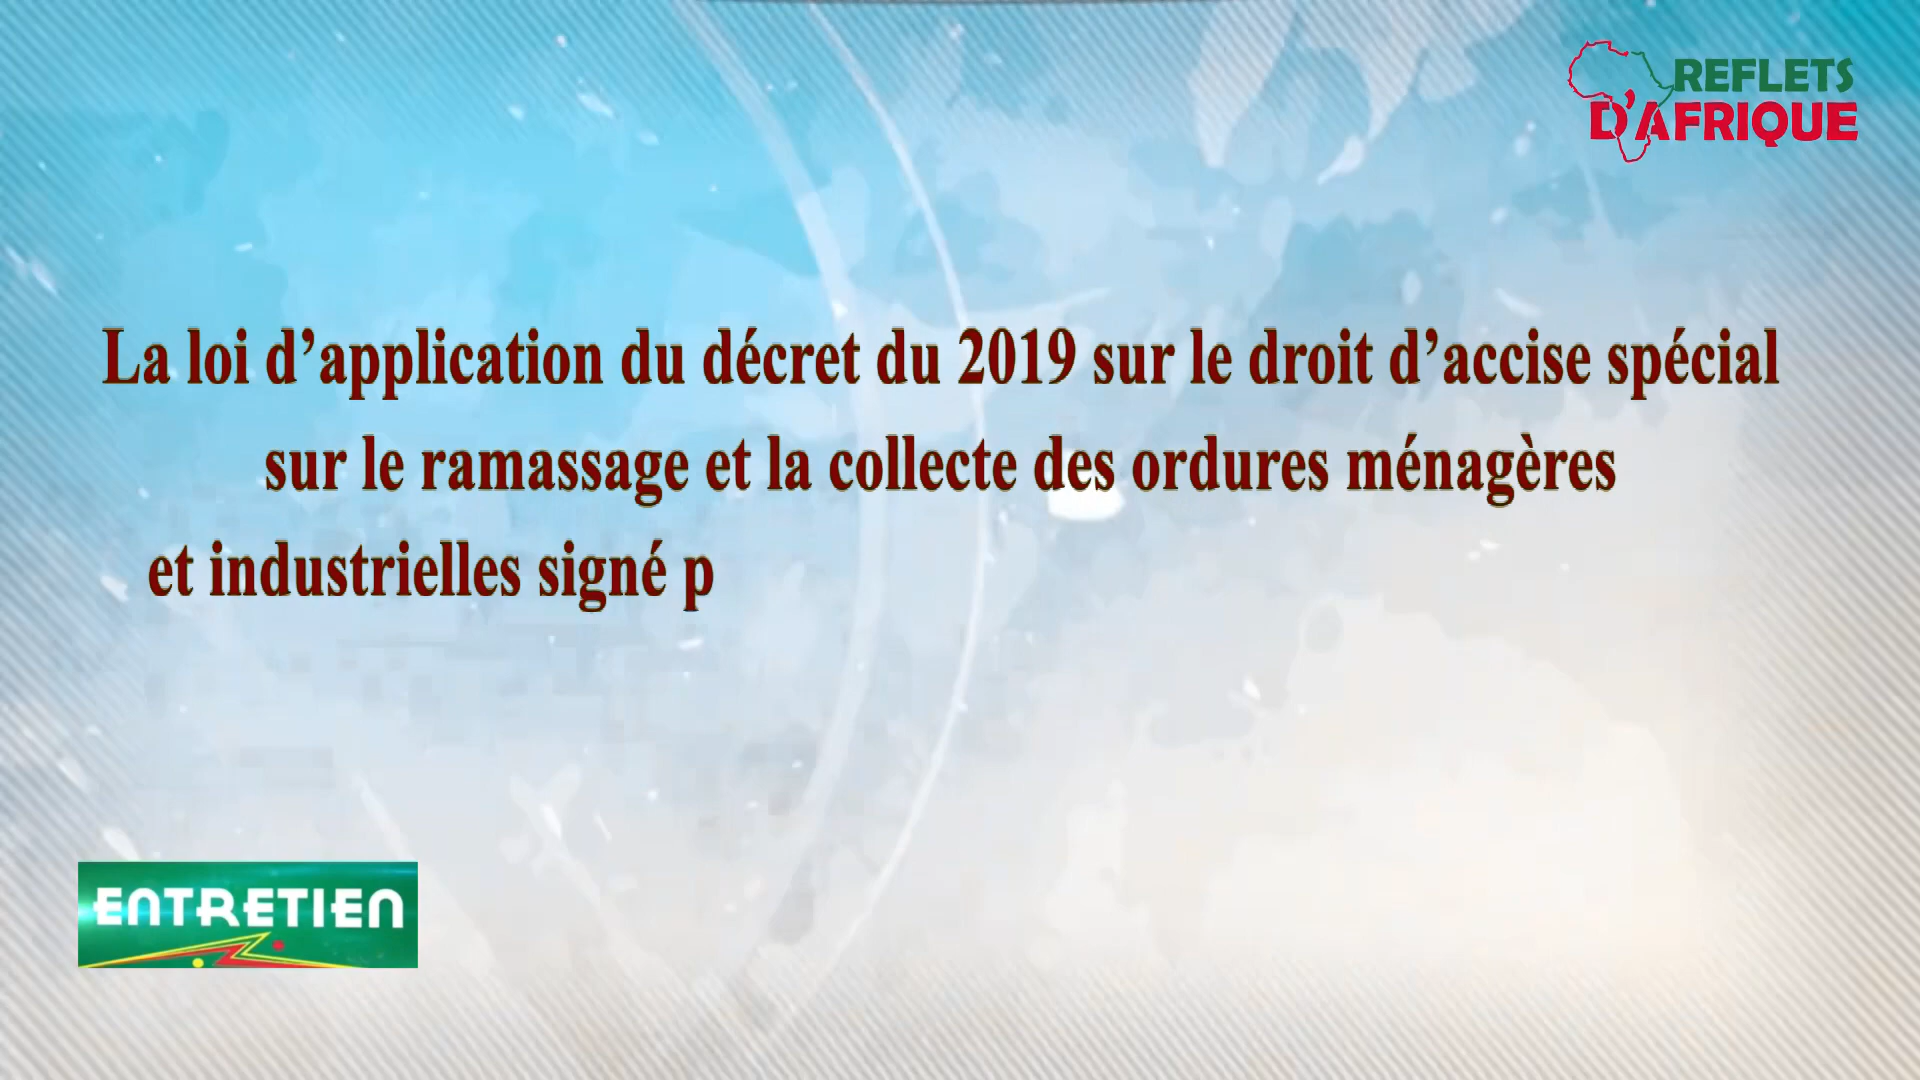 REFLETS
D'AFRIQUE
La loi d’application du décret du 2019 sur le droit d’accise spécial
sur le ramassage et la collecte des ordures ménagères
et industrielles signé p
ENTRETIEN